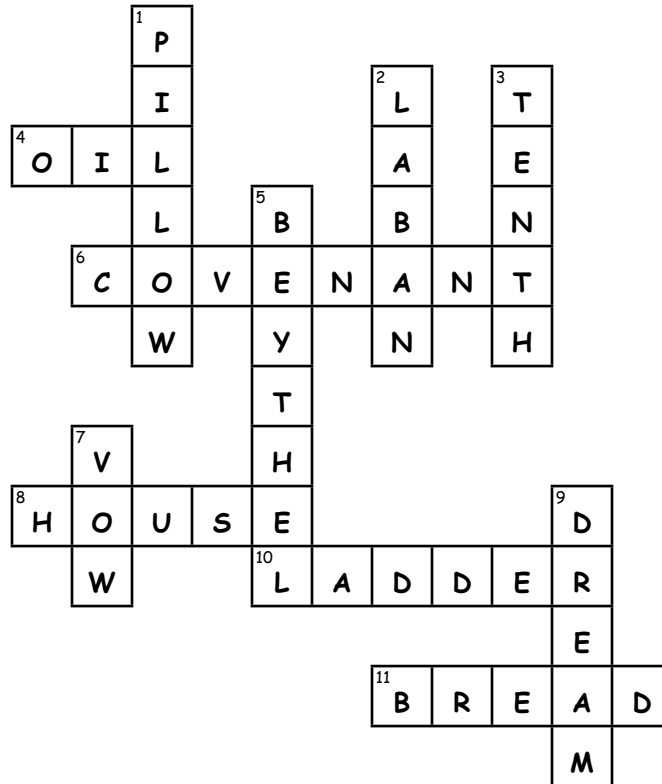 1 P
I 2 L 3 T
4 O I L A E
L 5 B B N
6 C O V E N A N T
W Y N H
T
7 V H
8 H O U S E 9 D
W 10 L A D D E R
E
11 B R E A D
M